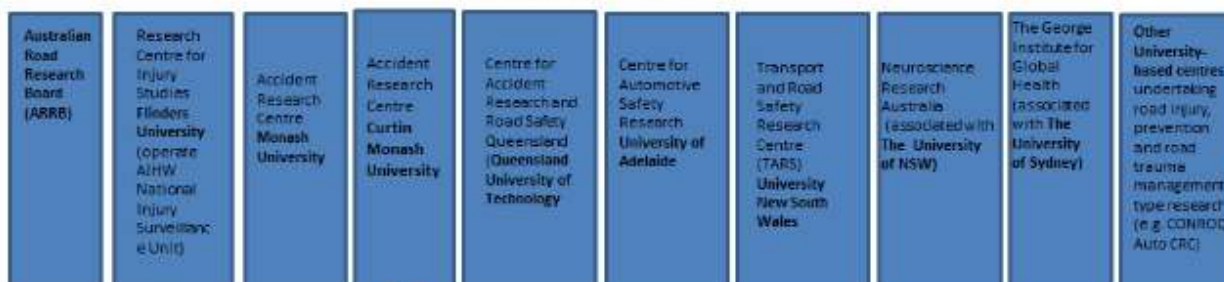 Australian
Road
Research
Board
(ARRB)
Research
Centre for
Injury
Studies
Flinders
University
(operate
AIHW
National
Injury
Surveillanc
e Unit)
Accident
Research
Centre
Monash
University
Accident
Research
Centre
Curtin
Monash
University
Centre for
Accident
Research and
Road Safety
Queensland
(Queensland
University of
Technology
Centre for
Automotive
Safety
Research
University of
Adelaide
Transport
and Road
Safety
Research
Centre
(TARS)
University
New South
Wales
Neuroscience
Research
Australia
(associated with
The University
of NSW)
The George
Institute for
Global
Health
(associated
with The
University
of Sydney)
Other
University-
based centres
undertaking
road injury,
prevention
and road
trauma
management
type research
(e.g. CONROD,
Auto CRC)